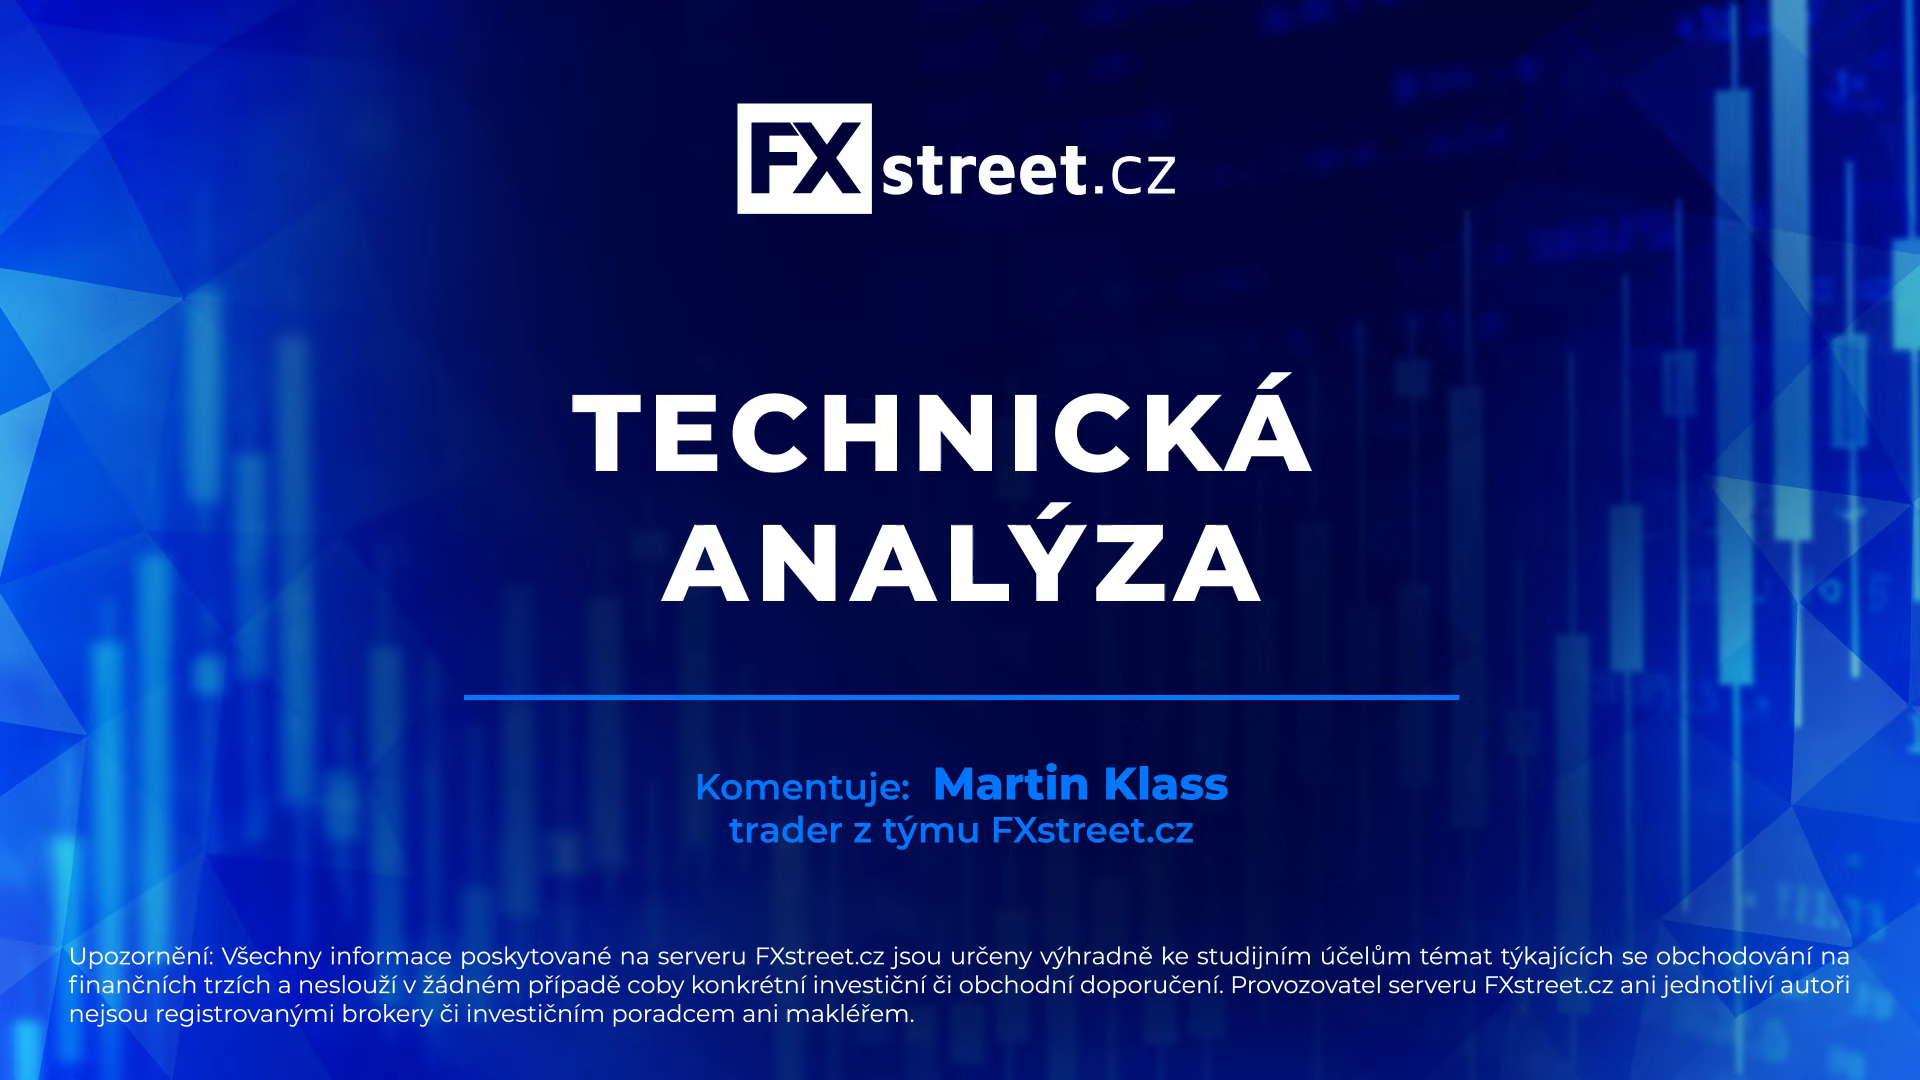 FXstreet.cz
TECHNICKÁ
ANALÝZA
Komentuje: Martin Klass
trader z týmu FXstreet.cz
Upozornění: Všechny informace poskytované na serveru FXstreet.cz jsou určeny výhradně ke studijním účelům témat týkajících se obchodování na
finančních trzích a neslouží v žádném případě coby konkrétní investiční či obchodní doporučení. Provozovatel serveru FXstreet.cz ani jednotliví autoři
nejsou registrovanými brokery či investičním poradcem ani makléřem.